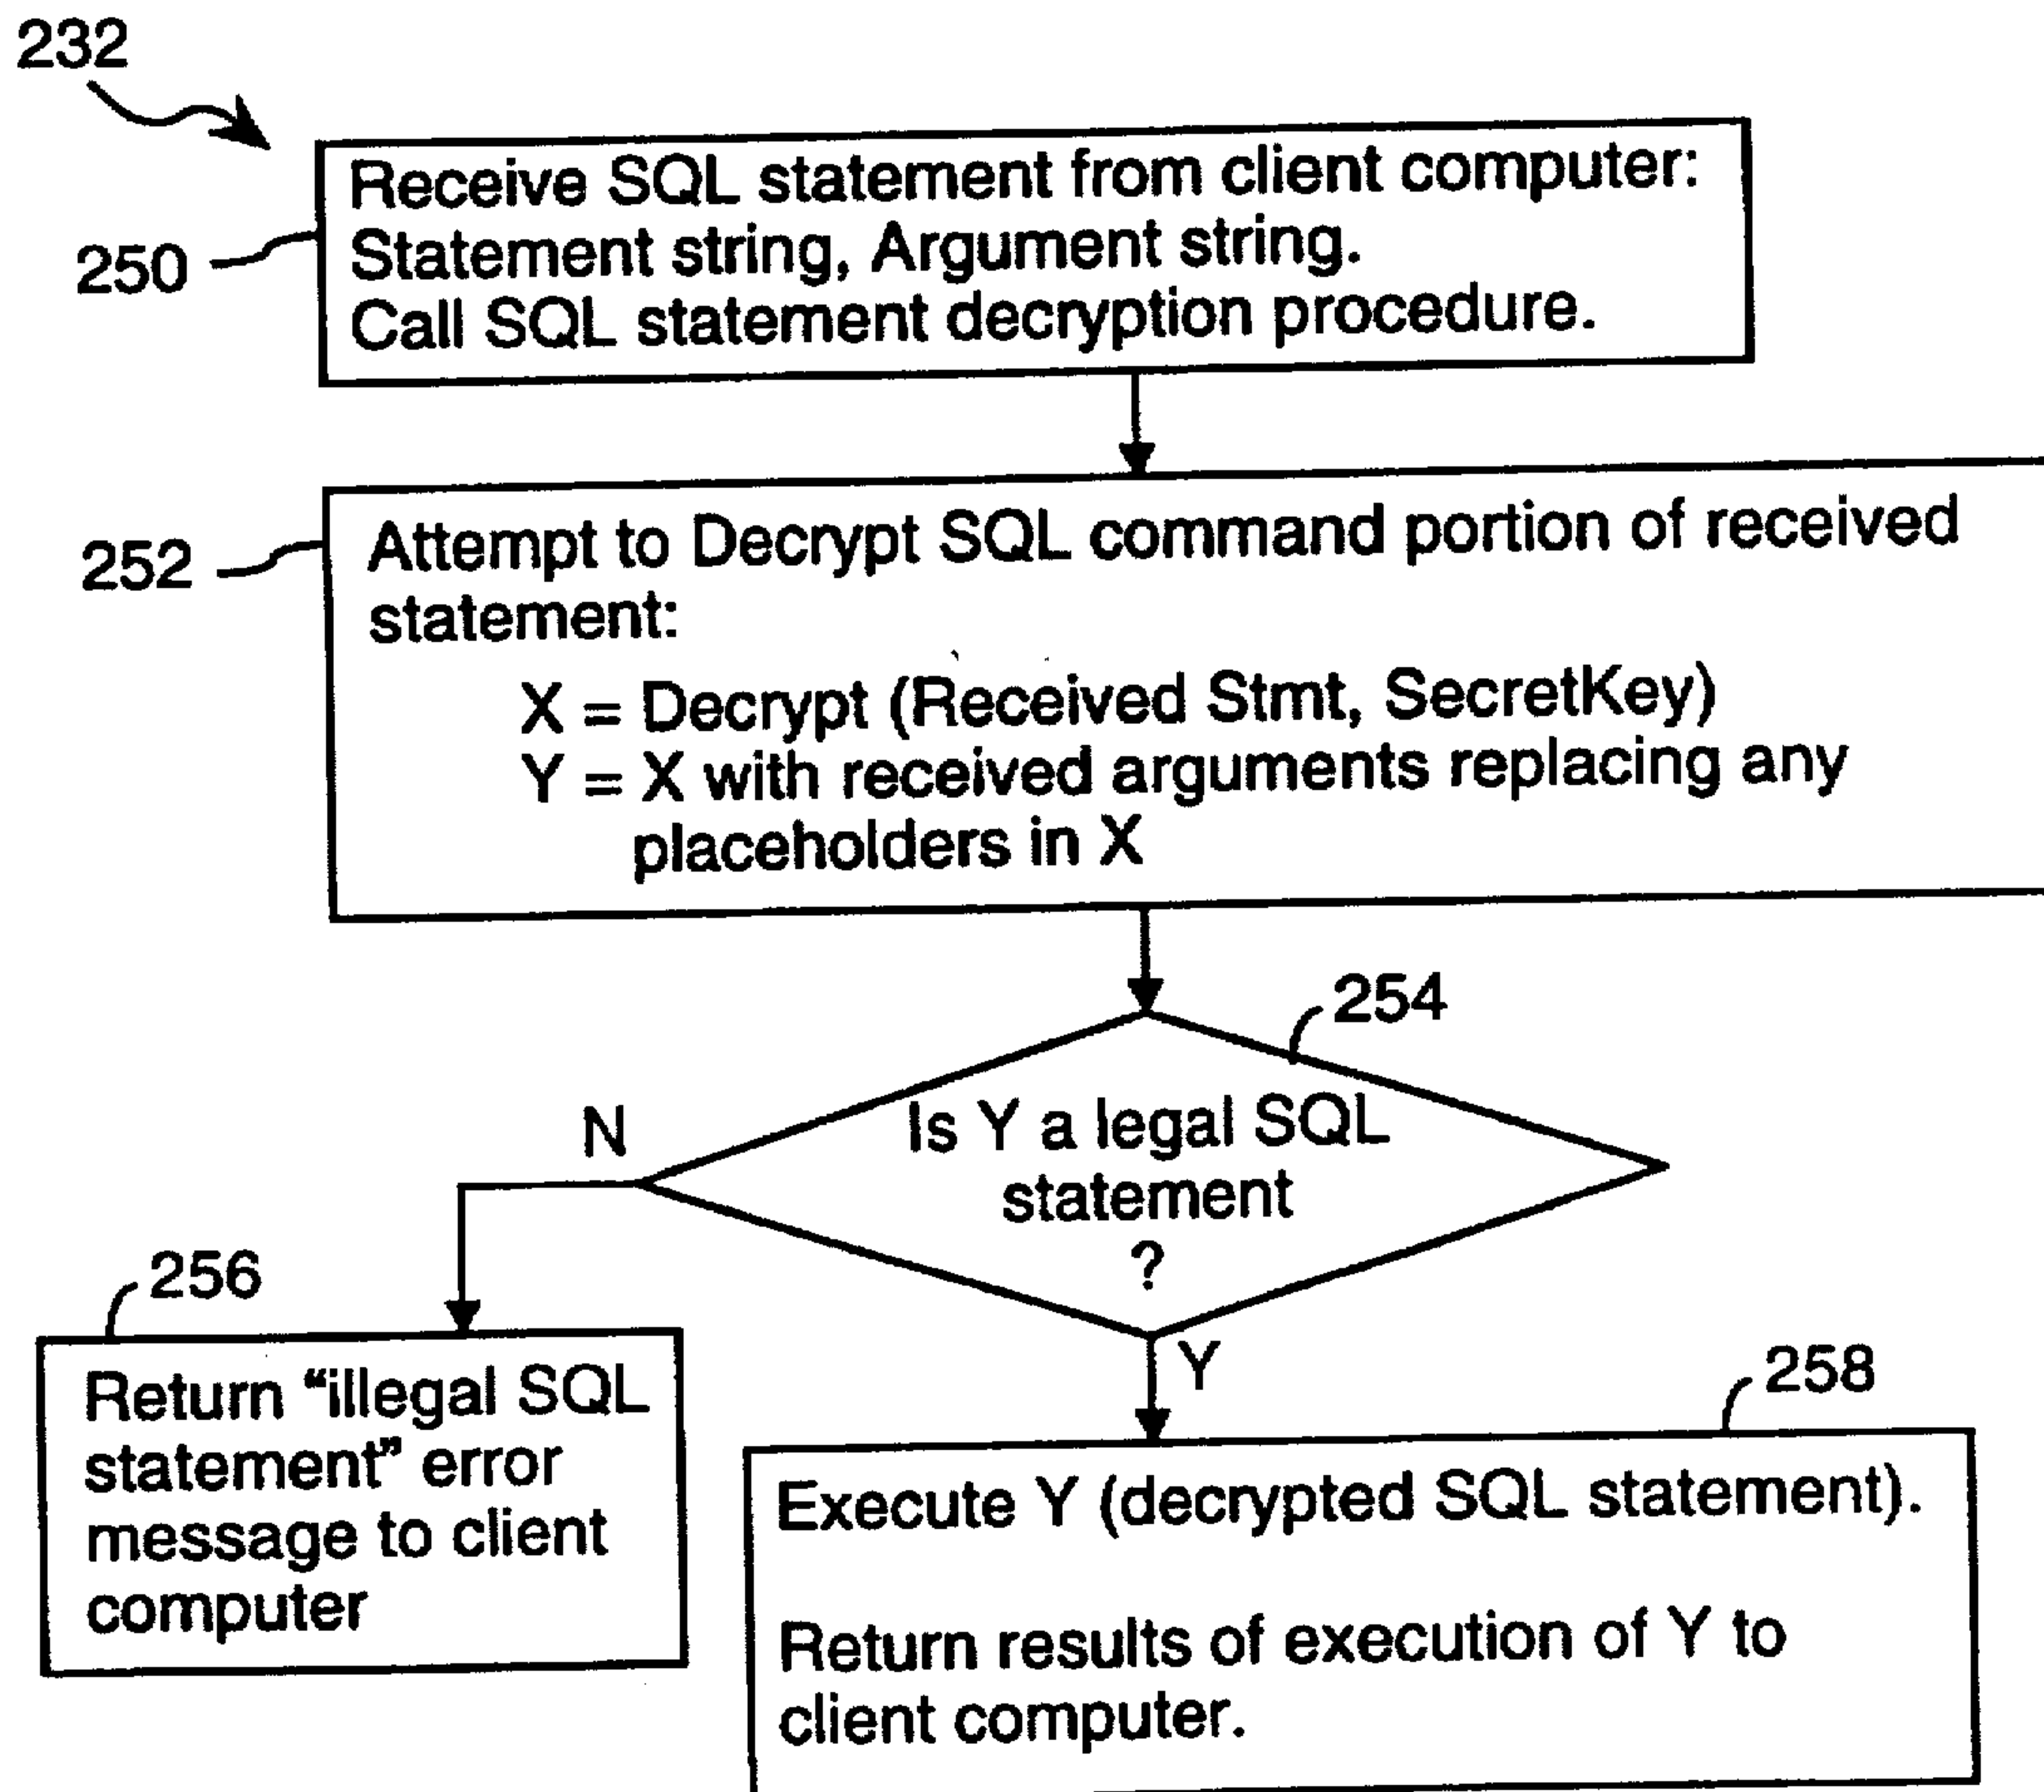 232
Receive SQL statement from client computer:
Statement string, Argument string.
Call SQL statement decryption procedure.
250
Attempt to Decrypt SQL command portion of received
statement:
X = Decrypt (Received Stmt, SecretKey)
Y = X with received arguments replacing any
placeholders in X
252
254
Is Y a legal SQL
statement
?
N
Y
256
Return “illegal SQL
statement” error
message to client
computer
258
Execute Y (decrypted SQL statement).
Return results of execution of Y to
client computer.